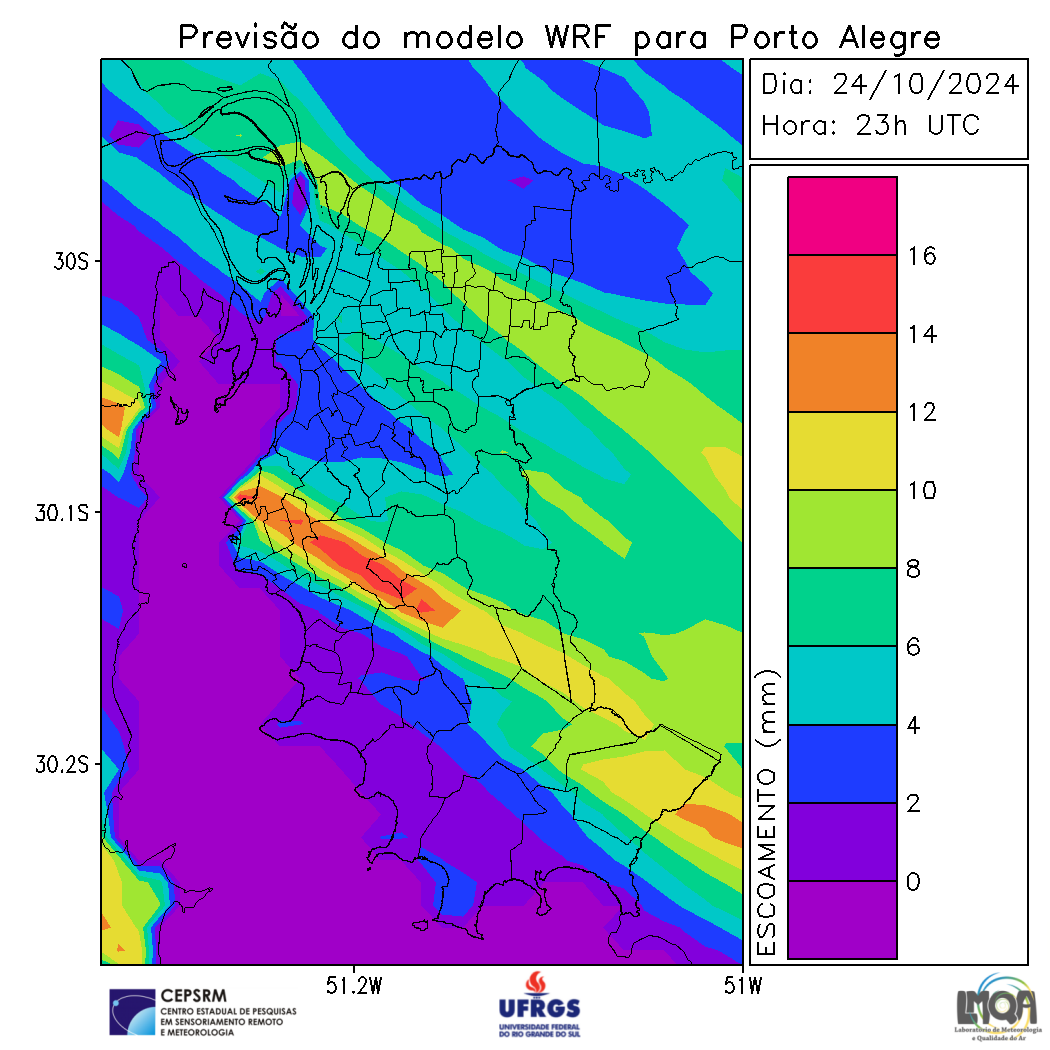 Previsão do modelo WRF para Porto Alegre
Dia: 24/10/2024
Hora: 23h UTC
30S
30.1S
30.2S
51.2W
51W
ESCOAMENTO (mm)
16
14
12
10
8
6
4
2
0
CEPSRM
CENTRO ESTADUAL DE PESQUISAS
EM SENSORIAMENTO REMOTO
E METEOROLOGIA
UFRGS
UNIVERSIDADE FEDERAL
DO RIO GRANDE DO SUL
LMQA
Laboratório de Meteorologia
e Qualidade do Ar